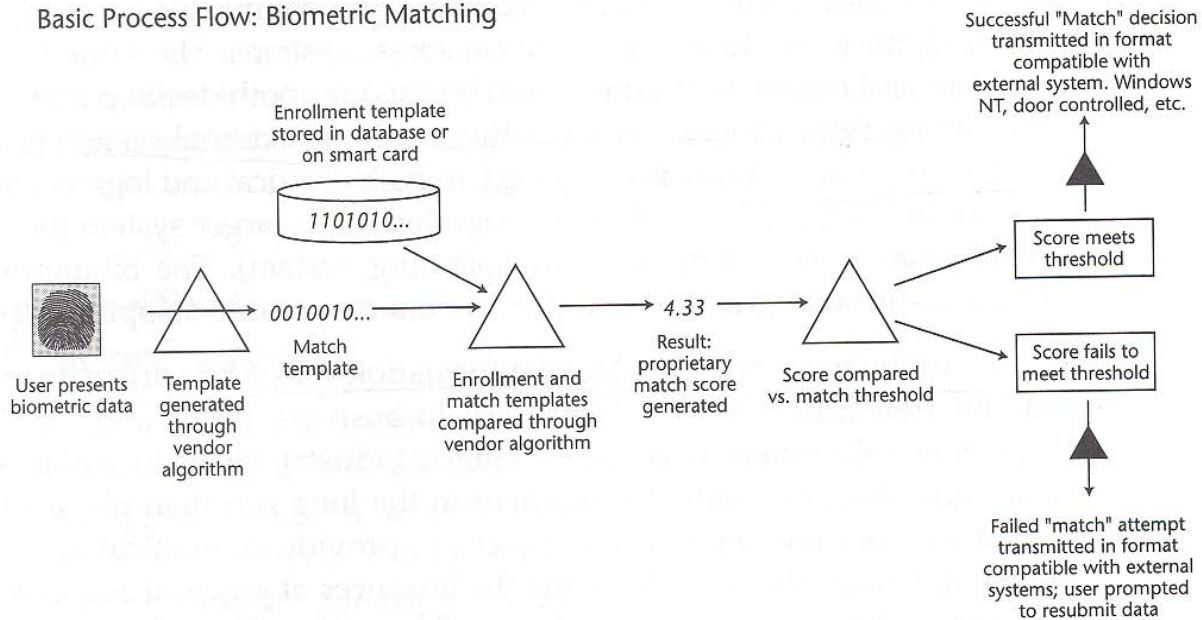 Basic Process Flow: Biometric Matching
Successful "Match" decision
transmitted in format
compatible with
external system. Windows
NT, door controlled, etc.
Enrollment template
stored in database or
on smart card
1101010...
Score meets
threshold
0010010...
4.33
Match
template
Result:
proprietary
match score
generated
Score fails to
meet threshold
User presents
biometric data
Template
generated
through
vendor
algorithm
Enrollment and
match templates
compared through
vendor algorithm
Score compared
vs. match threshold
Failed "match" attempt
transmitted in format
compatible with external
systems; user prompted
to resubmit data